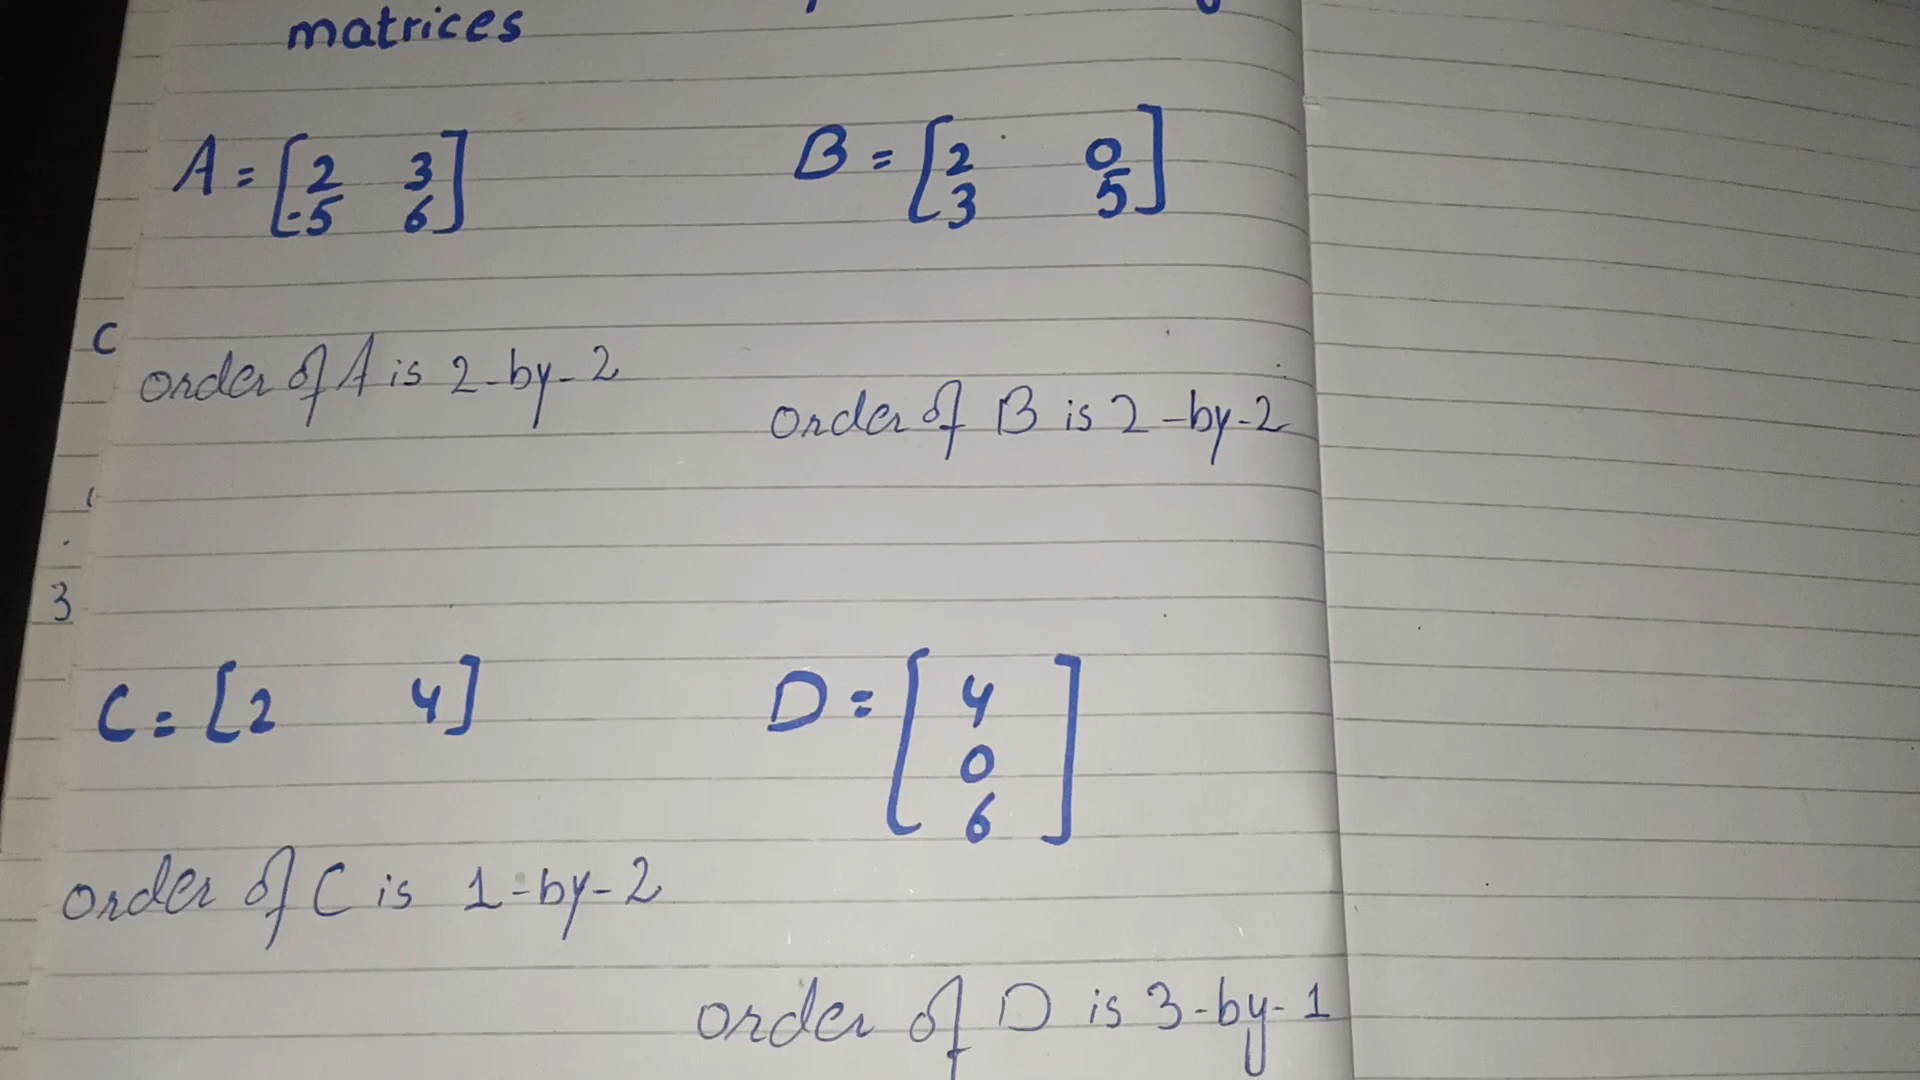 matrices
A = [2 3
-5 6]
B = [2 0
3 5]
C
order of A is 2-by-2
order of B is 2-by-2
3
C = [2 4]
D = [4
0
6]
order of C is 1-by-2
order of D is 3-by-1